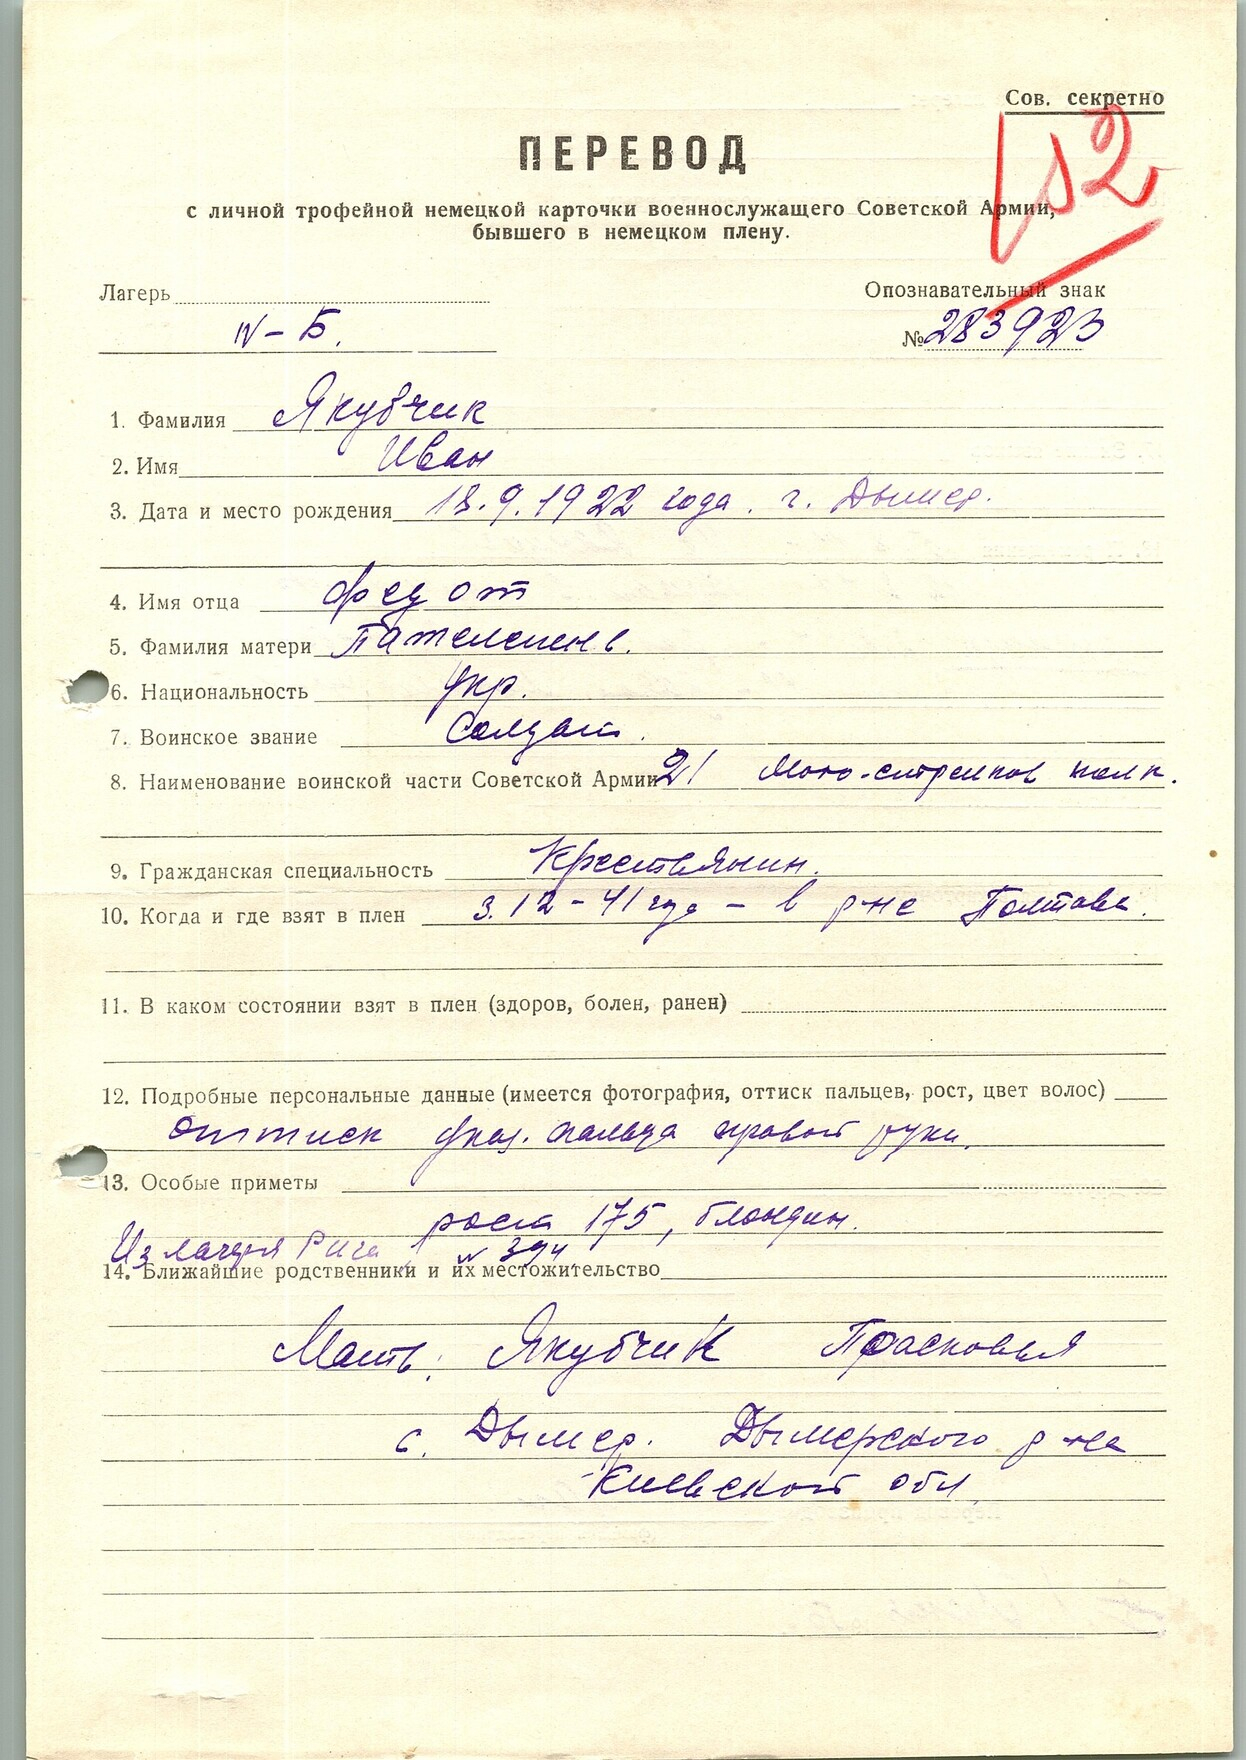 Сов. секретно
ПЕРЕВОД
с личной трофейной немецкой карточки военнослужащего Советской Армии,
бывшего в немецком плену.
Лагерь
IV - Б.
Опознавательный знак
№ 283923
1. Фамилия Якубчик
2. Имя Иван
3. Дата и место рождения 18.9.1922 года. г. Дымер.
4. Имя отца Федот
5. Фамилия матери
6. Национальность укр.
7. Воинское звание Солдат.
8. Наименование воинской части Советской Армии 21 мото-стрелков полк.
9. Гражданская специальность Крестьянин.
10. Когда и где взят в плен 3.12-41 года - в р-не Полтава.
11. В каком состоянии взят в плен (здоров, болен, ранен)
12. Подробные персональные данные (имеется фотография, оттиск пальцев, рост, цвет волос)
Оттиск указ. пальца правой руки.
13. Особые приметы
рост 175, блондин.
Из лагеря Рига № 394
14. Ближайшие родственники и их местожительство
Мать: Якубчик Прасковья
с. Дымер. Дымерского р-на
Киевской обл